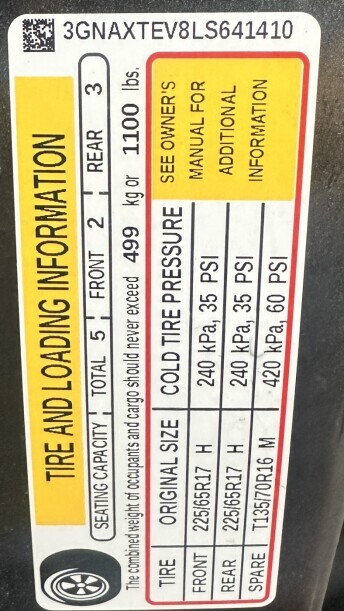 3GNAXTEV8LS641410
TIRE AND LOADING INFORMATION
SEATING CAPACITY TOTAL 5 FRONT 2 REAR 3
The combined weight of occupants and cargo should never exceed 499 kg or 1100 lbs.
TIRE ORIGINAL SIZE COLD TIRE PRESSURE
FRONT 225/65R17 H 240 kPa, 35 PSI
REAR 225/65R17 H 240 kPa, 35 PSI
SPARE T135/70R16 M 420 kPa, 60 PSI
SEE OWNER'S
MANUAL FOR
ADDITIONAL
INFORMATION